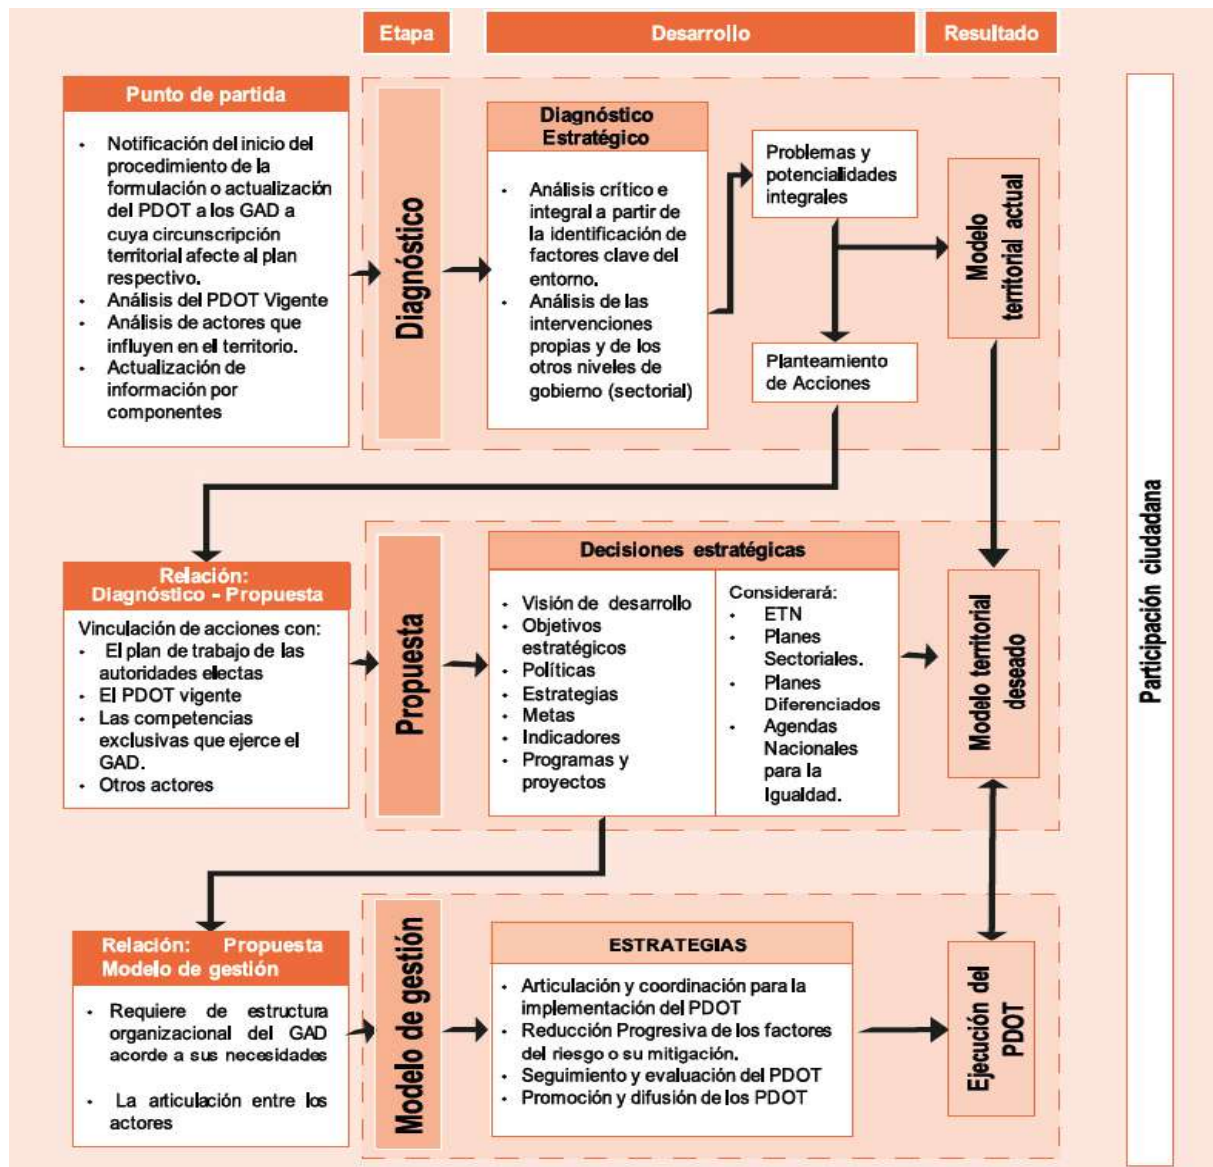 Etapa
Desarrollo
Resultado
Punto de partida
• Notificación del inicio del
procedimiento de la
formulación o actualización
del PDOT a los GAD a
cuya circunscripción
territorial afecte al plan
respectivo.
• Análisis del PDOT Vigente
• Análisis de actores que
influyen en el territorio.
• Actualización de
información por
componentes
Diagnóstico
Diagnóstico
Estratégico
• Análisis crítico e
integral a partir de
la identificación de
factores clave del
entorno.
• Análisis de las
intervenciones
propias y de los
otros niveles de
gobierno (sectorial)
Problemas y
potencialidades
integrales
Planteamiento
de Acciones
Modelo
territorial actual
Relación:
Diagnóstico - Propuesta
Vinculación de acciones con:
• El plan de trabajo de las
autoridades electas
• El PDOT vigente
• Las competencias
exclusivas que ejerce el
GAD.
• Otros actores
Propuesta
Decisiones estratégicas
• Visión de desarrollo
• Objetivos
estratégicos
• Políticas
• Estrategias
• Metas
• Indicadores
• Programas y
proyectos
Considerará:
• ETN
• Planes
Sectoriales.
• Planes
Diferenciados
• Agendas
Nacionales
para la
Igualdad.
Modelo territorial
deseado
Relación: Propuesta
Modelo de gestión
• Requiere de estructura
organizacional del GAD
acorde a sus necesidades
• La articulación entre los
actores
Modelo de gestión
ESTRATEGIAS
• Articulación y coordinación para la
implementación del PDOT
• Reducción Progresiva de los factores
del riesgo o su mitigación.
• Seguimiento y evaluación del PDOT
• Promoción y difusión de los PDOT
Ejecución del
PDOT
Participación ciudadana